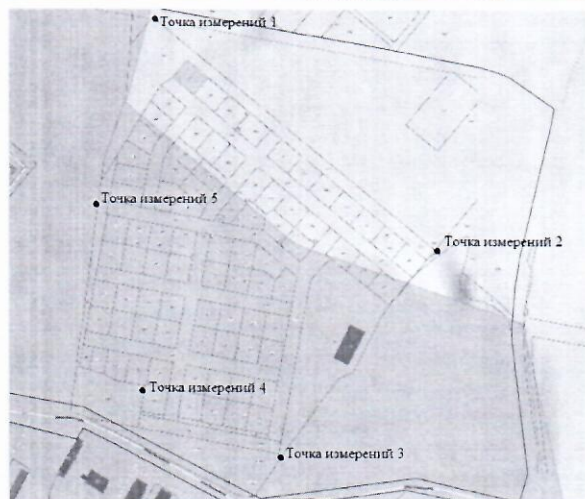 Точка измерений 1
Точка измерений 5
Точка измерений 2
Точка измерений 4
Точка измерений 3